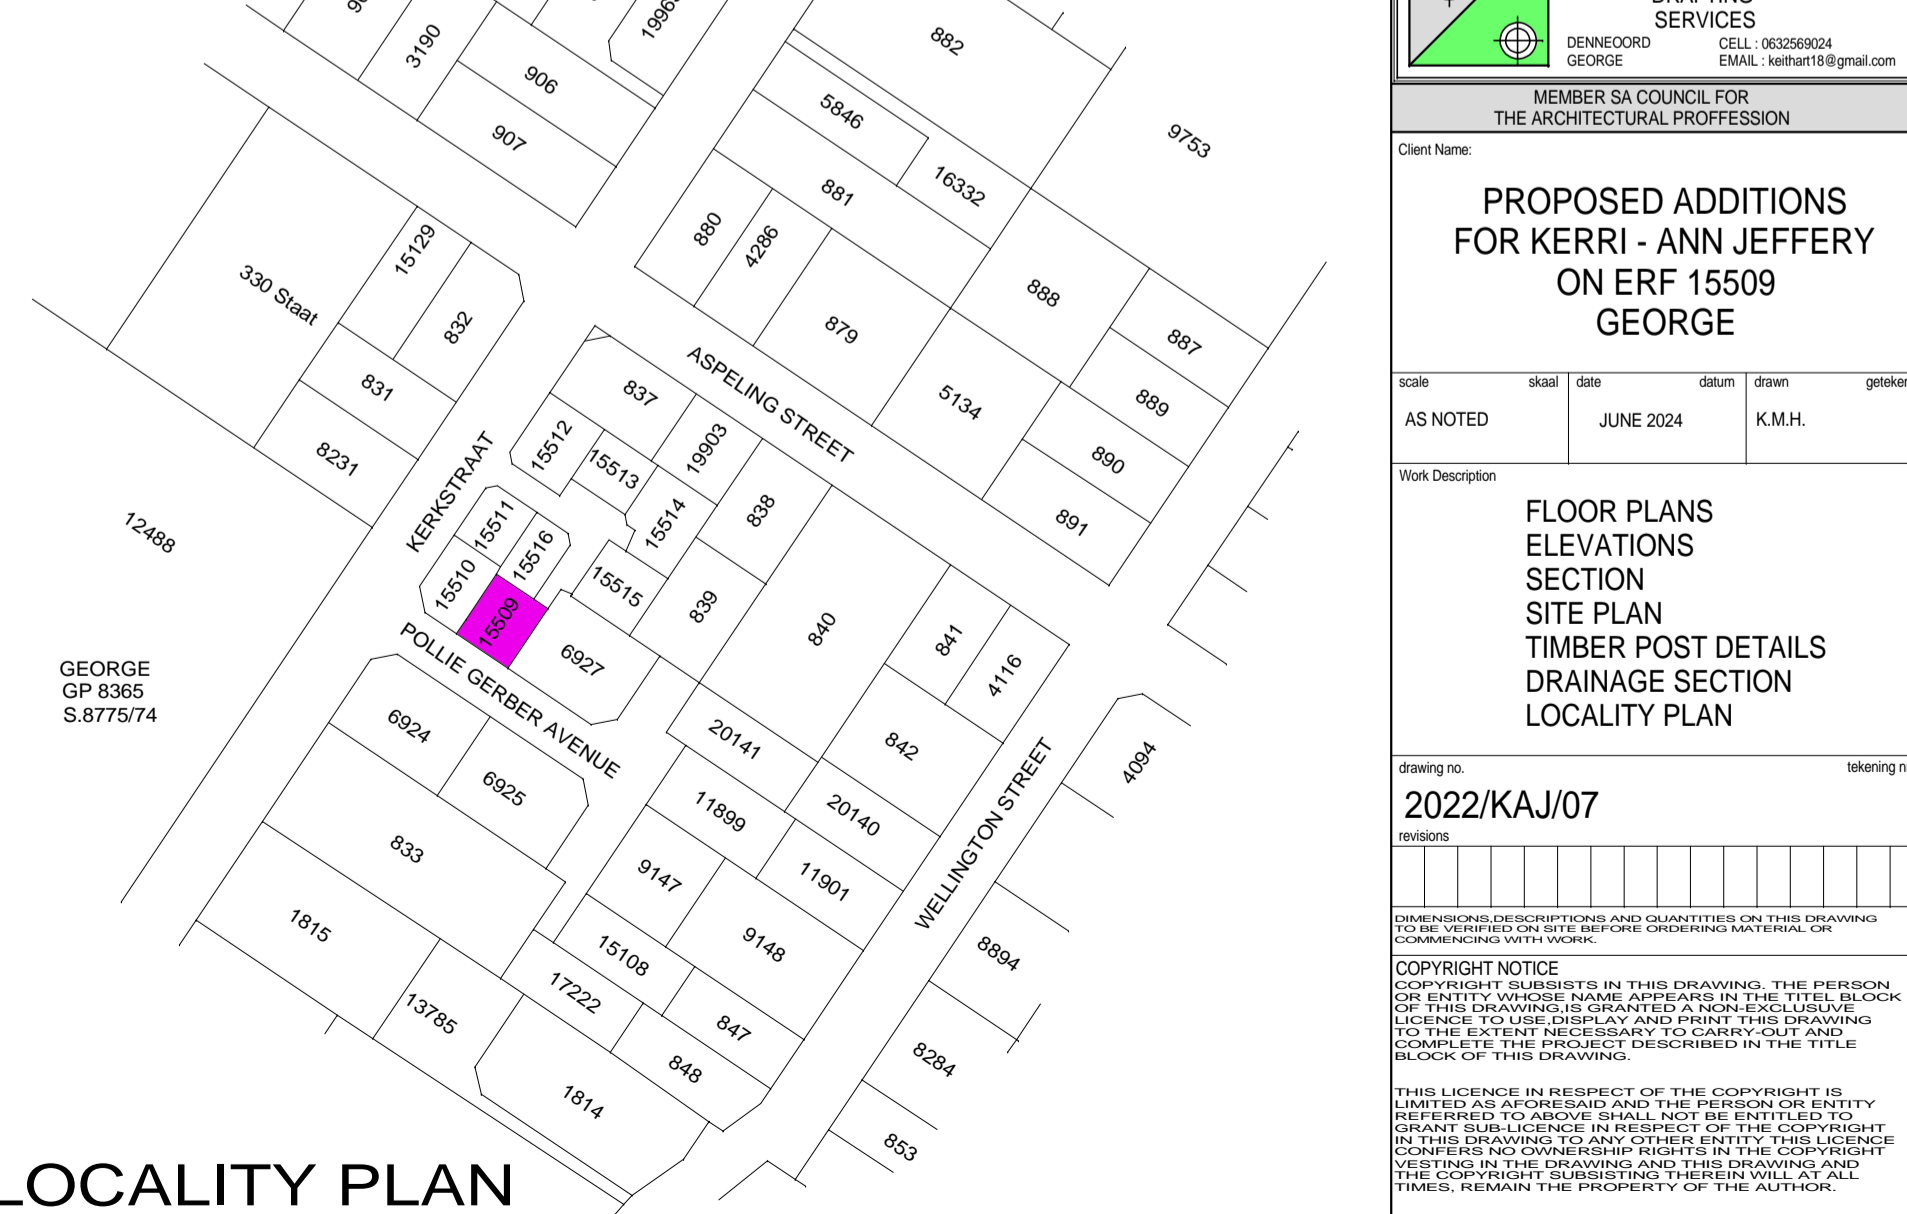 882
3190
906
907
5846
16332
9753
881
880
4286
15129
832
330 Staat
831
8231
888
879
887
889
5134
890
891
ASPELING STREET
837
19903
15512
15513
15514
838
KERKSTRAAT
15511
15516
15510
15509
15515
839
840
841
4116
6927
12488
POLLIE GERBER AVENUE
GEORGE
GP 8365
S.8775/74
6924
6925
20141
842
4094
WELLINGTON STREET
11899
20140
833
9147
11901
1815
15108
9148
8894
17222
13785
847
848
8284
1814
853
LOCALITY PLAN
SERVICES
DENNEOORD
CELL : 0632569024
GEORGE
EMAIL : keithart18@gmail.com
MEMBER SA COUNCIL FOR
THE ARCHITECTURAL PROFFESSION
Client Name:
PROPOSED ADDITIONS
FOR KERRI - ANN JEFFERY
ON ERF 15509
GEORGE
scale skaal date datum drawn
AS NOTED JUNE 2024 K.M.H.
Work Description
FLOOR PLANS
ELEVATIONS
SECTION
SITE PLAN
TIMBER POST DETAILS
DRAINAGE SECTION
LOCALITY PLAN
drawing no. tekening
2022/KAJ/07
revisions
DIMENSIONS,DESCRIPTIONS AND QUANTITIES ON THIS DRAWING
TO BE VERIFIED ON SITE BEFORE ORDERING MATERIAL OR
COMMENCING WITH WORK.
COPYRIGHT NOTICE
COPYRIGHT SUBSISTS IN THIS DRAWING. THE PERSON
OR ENTITY WHOSE NAME APPEARS IN THE TITEL BLOCK
OF THIS DRAWING,IS GRANTED A NON-EXCLUSUVE
LICENCE TO USE,DISPLAY AND PRINT THIS DRAWING
TO THE EXTENT NECESSARY TO CARRY-OUT AND
COMPLETE THE PROJECT DESCRIBED IN THE TITLE
BLOCK OF THIS DRAWING.
THIS LICENCE IN RESPECT OF THE COPYRIGHT IS
LIMITED AS AFORESAID AND THE PERSON OR ENTITY
REFERRED TO ABOVE SHALL NOT BE ENTITLED TO
GRANT SUB-LICENCE IN RESPECT OF THE COPYRIGHT
IN THIS DRAWING TO ANY OTHER ENTITY THIS LICENCE
CONFERS NO OWNERSHIP RIGHTS IN THE COPYRIGHT
VESTING IN THE DRAWING AND THIS DRAWING AND
THE COPYRIGHT SUBSISTING THEREIN WILL AT ALL
TIMES, REMAIN THE PROPERTY OF THE AUTHOR.